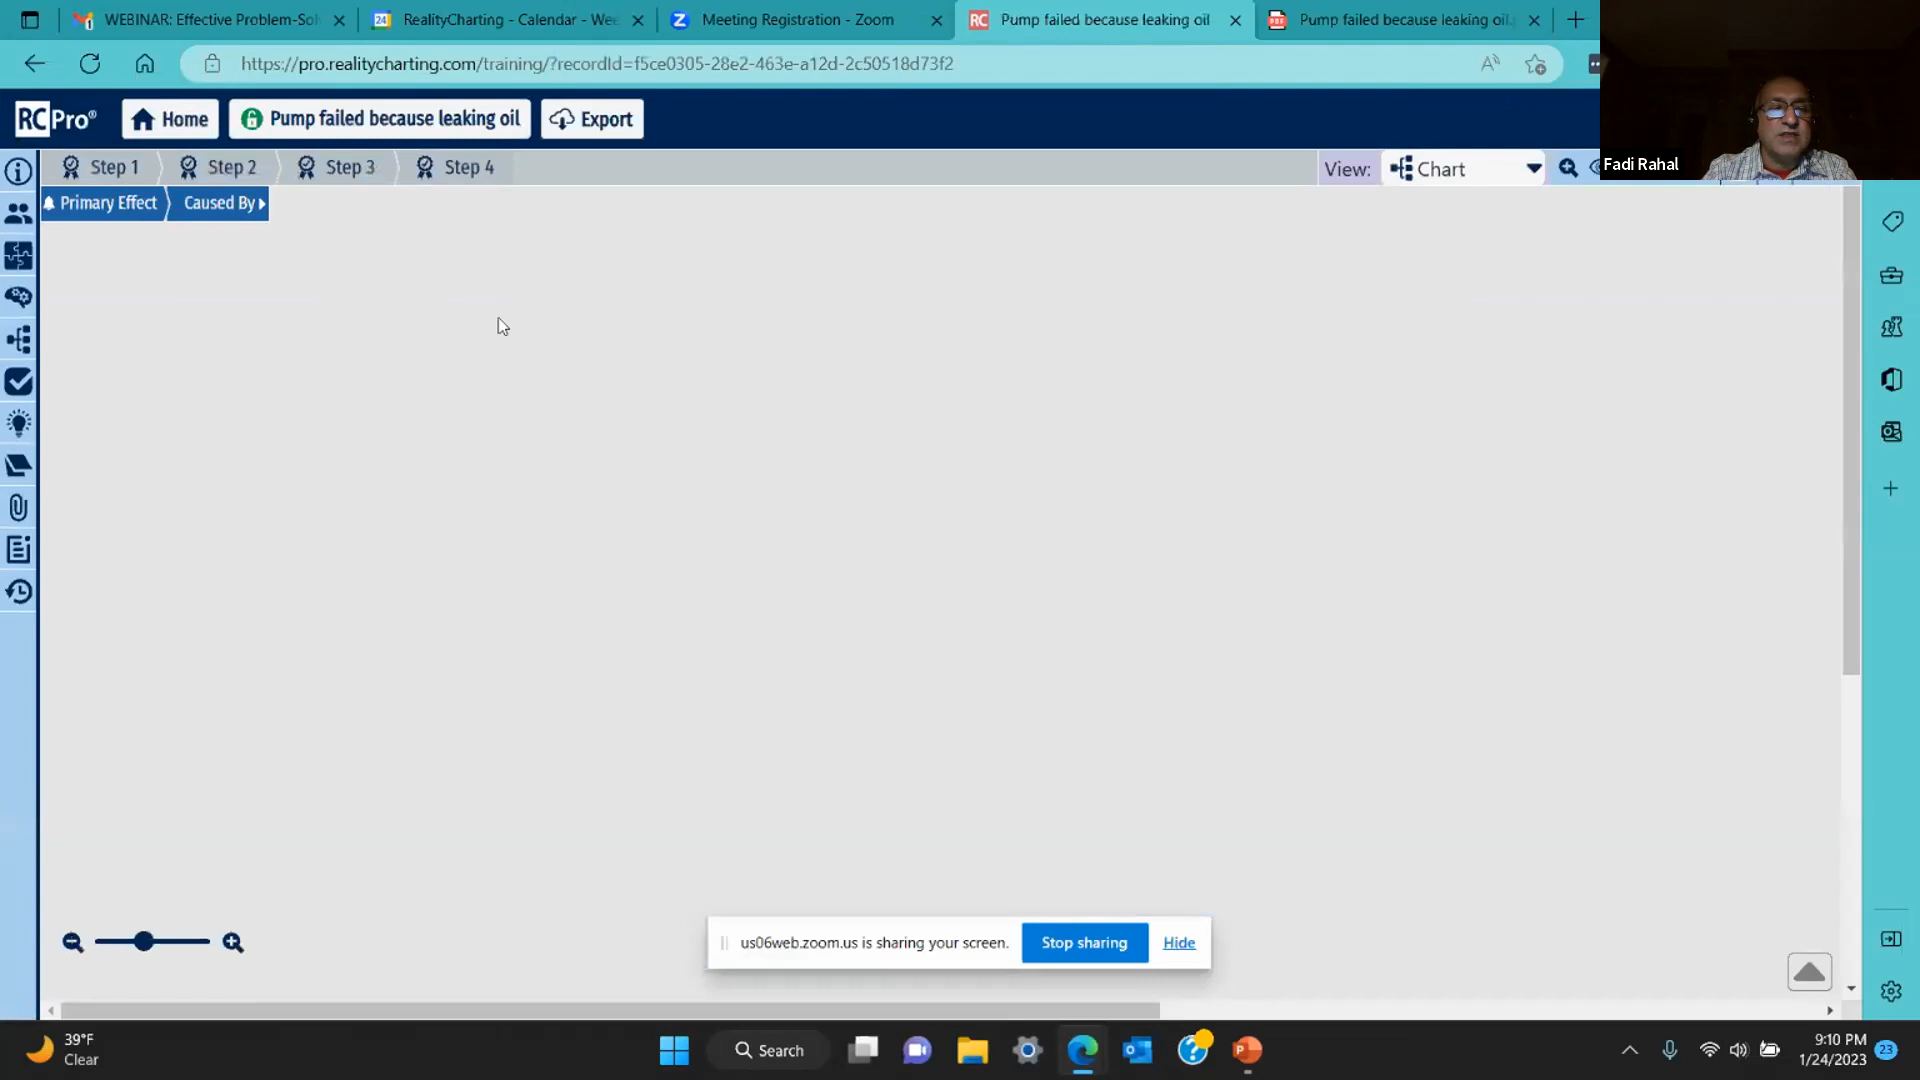 WEBINAR: Effective Problem-Sol
24
RealityCharting - Calendar - Wee
Meeting Registration - Zoom
RC
Pump failed because leaking oil
Pump failed because leaking oil.
https://pro.realitycharting.com/training/?recordId=f5ce0305-28e2-463e-a12d-2c50518d73f2
RCPro®
Home
Pump failed because leaking oil
Export
Fadi Rahal
Step 1
Step 2
Step 3
Step 4
View:
Chart
Primary Effect
Caused By
us06web.zoom.us is sharing your screen.
Stop sharing
Hide
39°F
Clear
Search
9:10 PM
1/24/2023
23